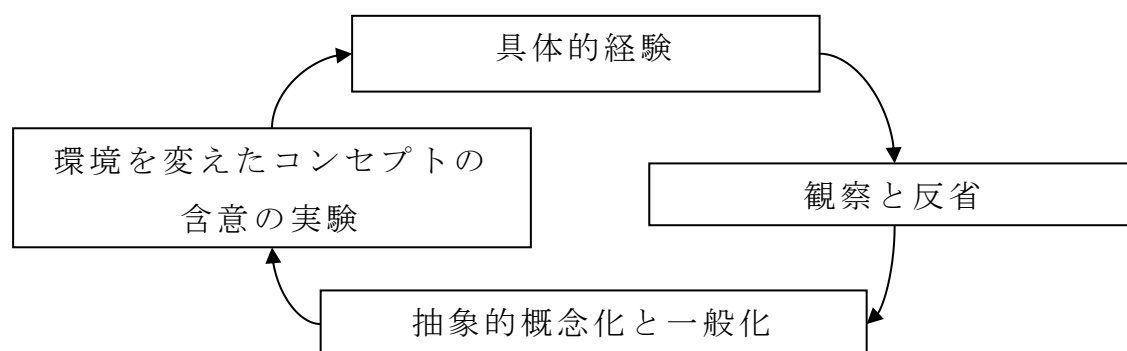 具体的経験
環境を変えたコンセプトの
含意の実験
観察と反省
抽象的概念化と一般化